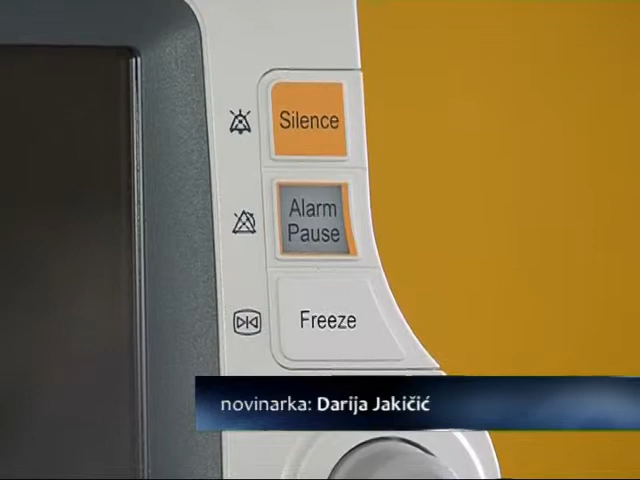 Silence
Alarm
Pause
Freeze
novinarka: Darija Jakičić